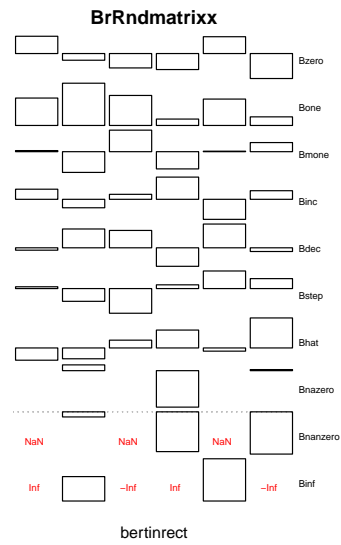 BrRndmatrixx
Bzero
Bone
Bmone
Binc
Bdec
Bstep
Bhat
Bnazero
Bnanzero
NaN NaN NaN
Inf −Inf Inf −Inf Binf
bertinrect